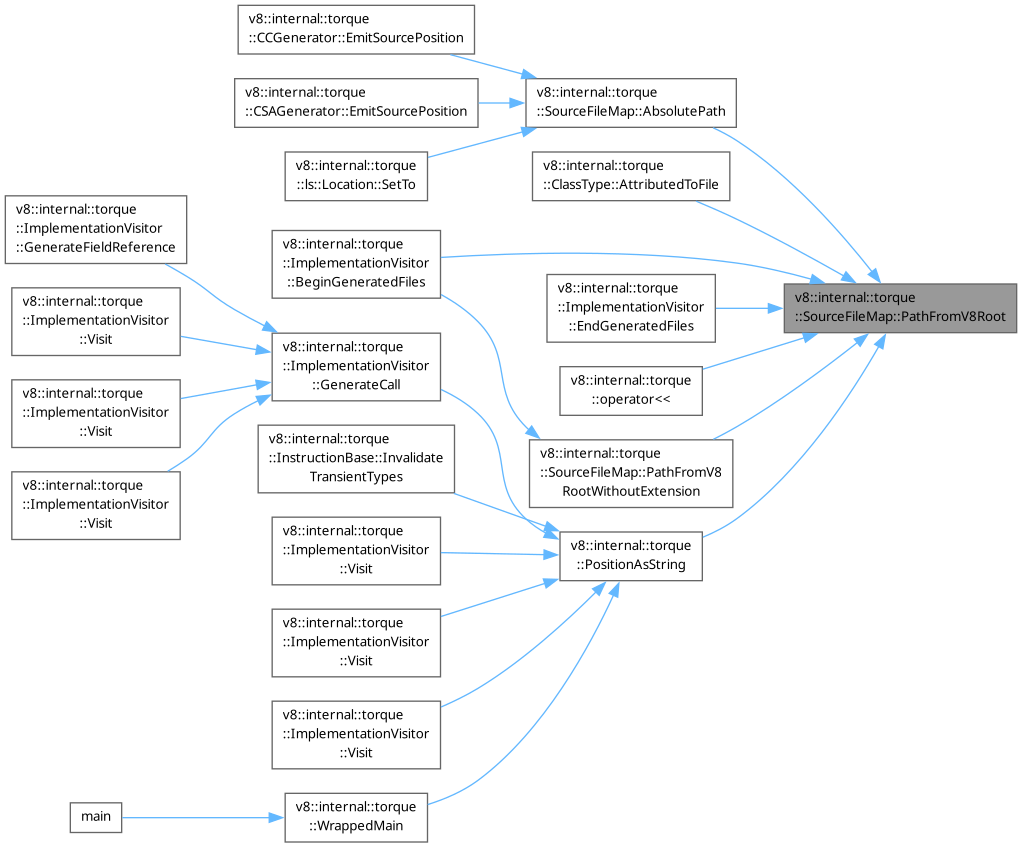 v8::internal::torque
::CCGenerator::EmitSourcePosition
v8::internal::torque
::CSAGenerator::EmitSourcePosition
v8::internal::torque
::SourceFileMap::AbsolutePath
v8::internal::torque
::ls::Location::SetTo
v8::internal::torque
::ClassType::AttributedToFile
v8::internal::torque
::ImplementationVisitor
::GenerateFieldReference
v8::internal::torque
::ImplementationVisitor
::BeginGeneratedFiles
v8::internal::torque
::ImplementationVisitor
::EndGeneratedFiles
v8::internal::torque
::SourceFileMap::PathFromV8Root
v8::internal::torque
::ImplementationVisitor
::Visit
v8::internal::torque
::ImplementationVisitor
::GenerateCall
v8::internal::torque
::operator<<
v8::internal::torque
::ImplementationVisitor
::Visit
v8::internal::torque
::InstructionBase::Invalidate
TransientTypes
v8::internal::torque
::SourceFileMap::PathFromV8
RootWithoutExtension
v8::internal::torque
::ImplementationVisitor
::Visit
v8::internal::torque
::ImplementationVisitor
::Visit
v8::internal::torque
::PositionAsString
v8::internal::torque
::ImplementationVisitor
::Visit
v8::internal::torque
::ImplementationVisitor
::Visit
main
v8::internal::torque
::WrappedMain